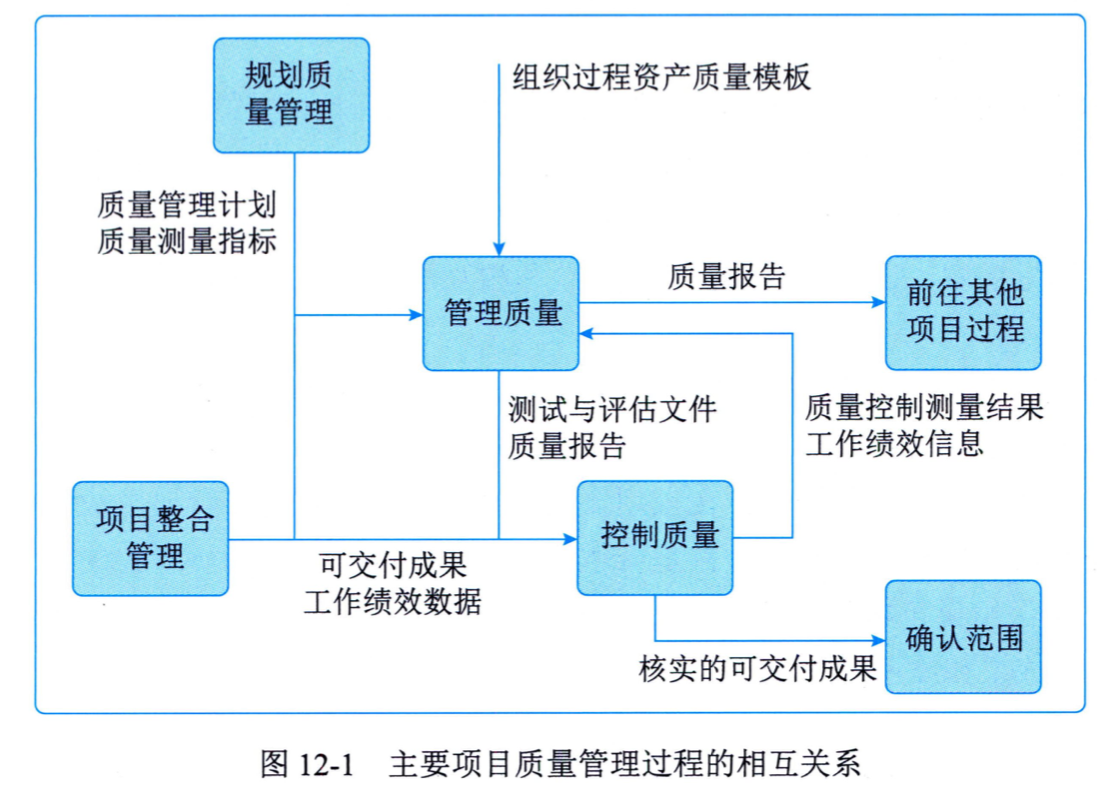 规划质
量管理
组织过程资产质量模板
质量管理计划
质量测量指标
管理质量
质量报告
前往其他
项目过程
测试与评估文件
质量报告
质量控制测量结果
工作绩效信息
项目整合
管理
可交付成果
工作绩效数据
控制质量
核实的可交付成果
确认范围
图 12-1 主要项目质量管理过程的相互关系